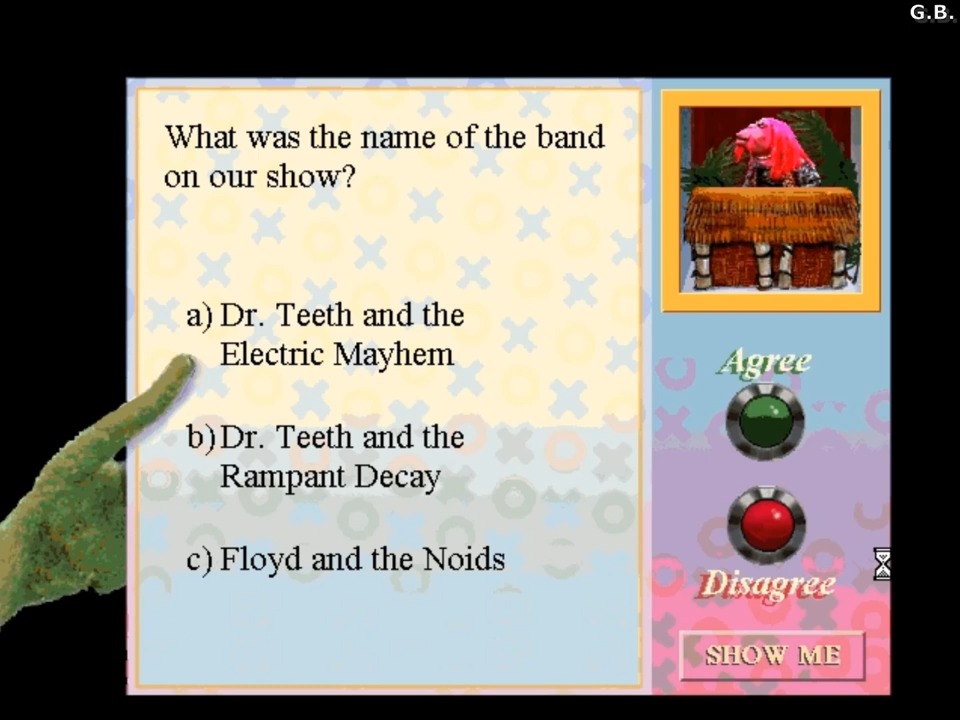 G.B.
What was the name of the band
on our show?
a) Dr. Teeth and the
Electric Mayhem
b) Dr. Teeth and the
Rampant Decay
c) Floyd and the Noids
Agree
Disagree
SHOW ME